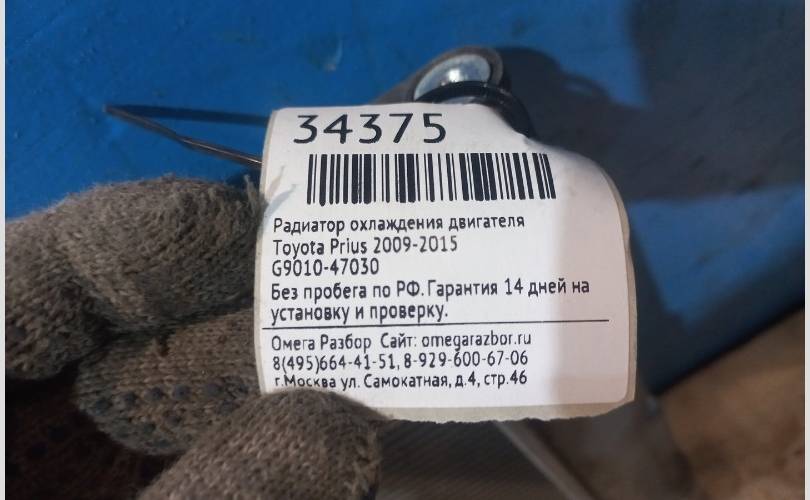 34375
Радиатор охлаждения двигателя
Toyota Prius 2009-2015
G9010-47030
Без пробега по РФ. Гарантия 14 дней на
установку и проверку.
Омега Разбор Сайт: omegarazbor.ru
8(495)664-41-51, 8-929-600-67-06
г.Москва ул. Самокатная, д.4, стр.46